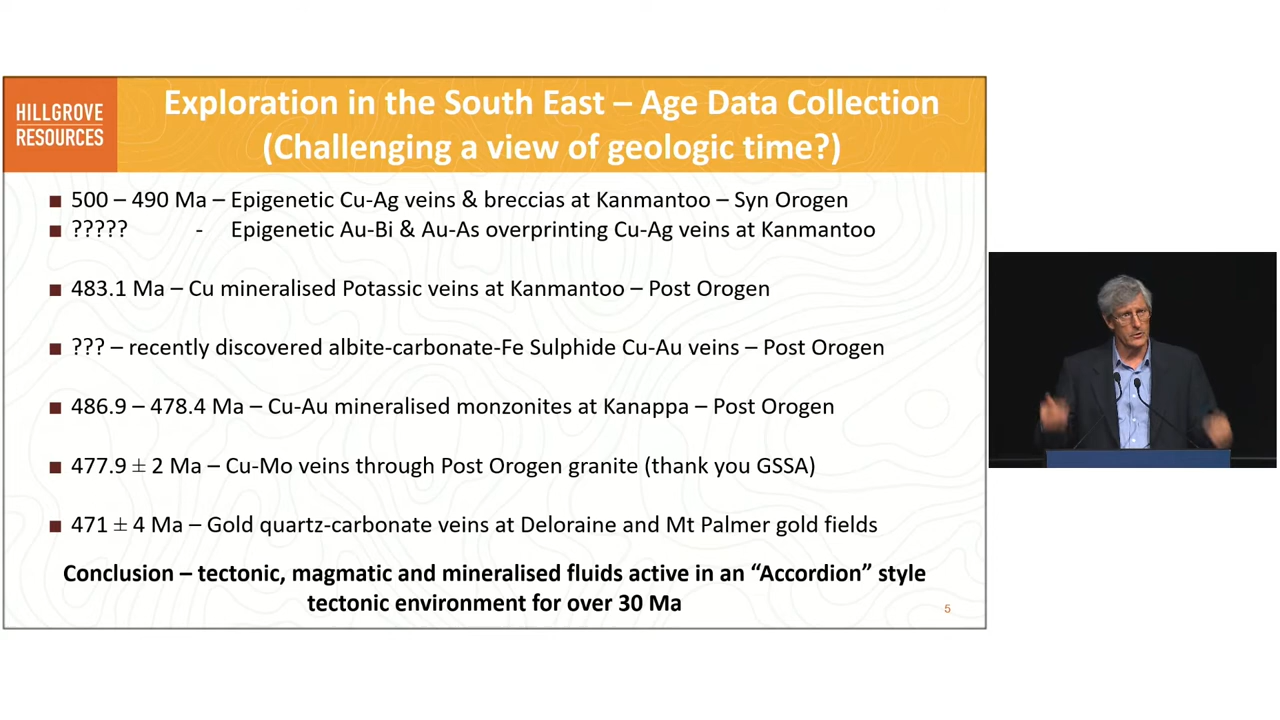 HILLGROVE
RESOURCES
Exploration in the South East – Age Data Collection
(Challenging a view of geologic time?)
■ 500 – 490 Ma – Epigenetic Cu-Ag veins & breccias at Kanmantoo – Syn Orogen
■ ????? - Epigenetic Au-Bi & Au-As overprinting Cu-Ag veins at Kanmantoo
■ 483.1 Ma – Cu mineralised Potassic veins at Kanmantoo – Post Orogen
■ ??? – recently discovered albite-carbonate-Fe Sulphide Cu-Au veins – Post Orogen
■ 486.9 – 478.4 Ma – Cu-Au mineralised monzonites at Kanappa – Post Orogen
■ 477.9 ± 2 Ma – Cu-Mo veins through Post Orogen granite (thank you GSSA)
■ 471 ± 4 Ma – Gold quartz-carbonate veins at Deloraine and Mt Palmer gold fields
Conclusion – tectonic, magmatic and mineralised fluids active in an “Accordion” style
tectonic environment for over 30 Ma
5